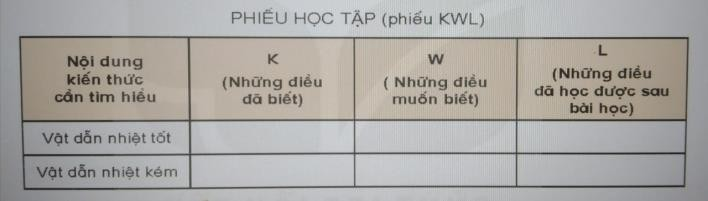 PHIẾU HỌC TẬP (phiếu KWL)
Nội dung
kiến thức
cần tìm hiểu
K
(Những điều
đã biết)
W
( Những điều
muốn biết)
L
(Những điều
đã học được sau
bài học)
Vật dẫn nhiệt tốt
Vật dẫn nhiệt kém